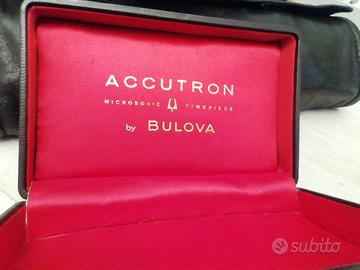 ACCUTRON
MICROSONIC TIMEPIECE
by BULOVA
subito